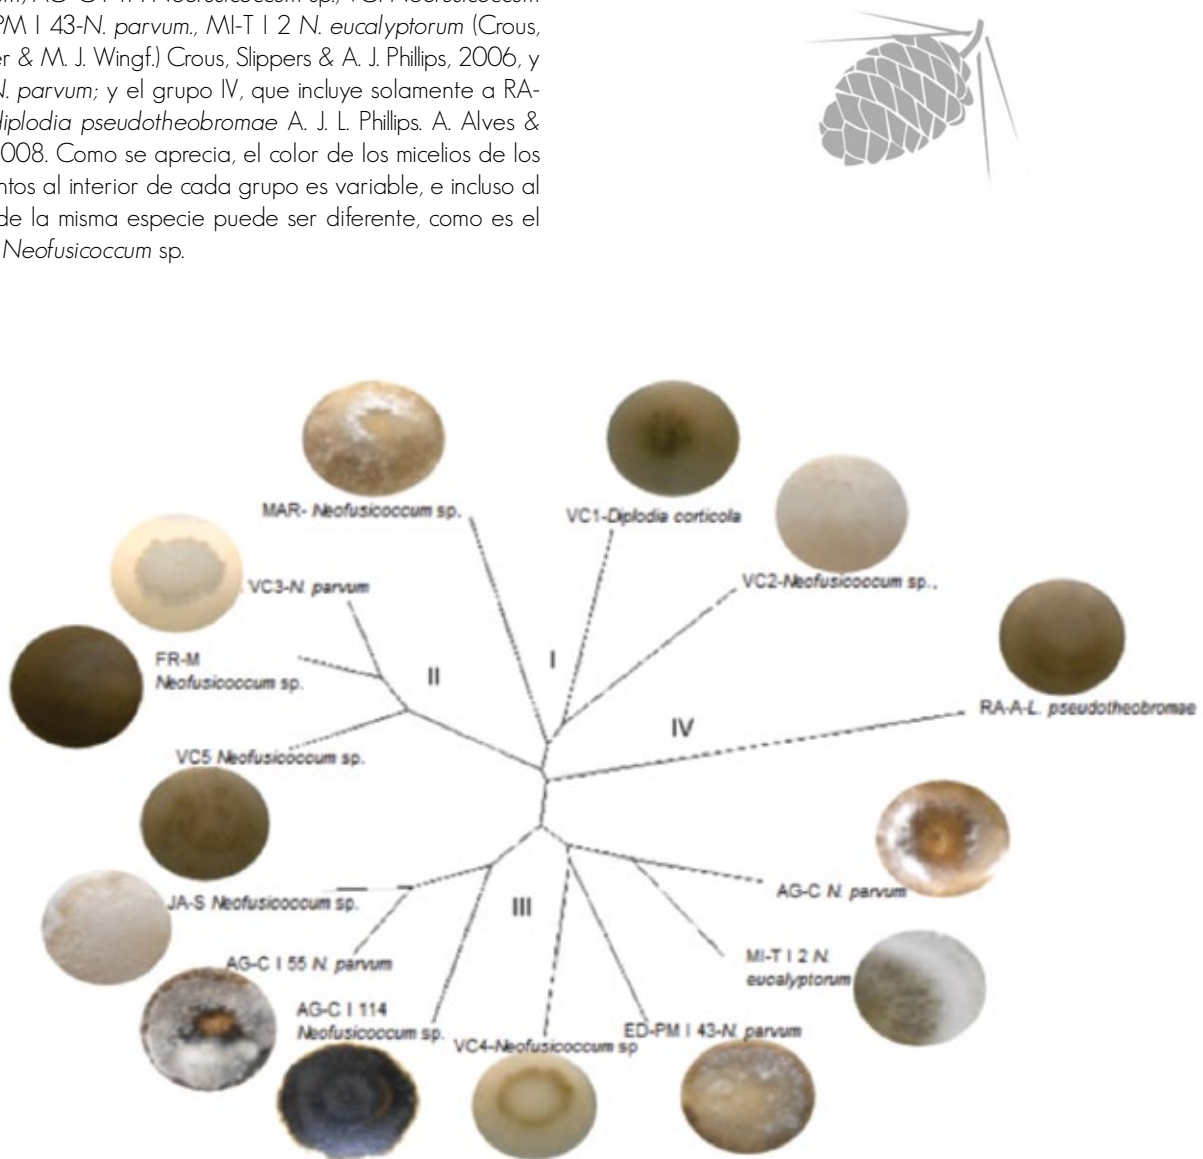 PM I 43-N. parvum., MI-T I 2 N. eucalyptorum (Crous,
er & M. J. Wingf.) Crous, Slippers & A. J. Phillips, 2006, y
N. parvum; y el grupo IV, que incluye solamente a RA-
diplodia pseudotheobromae A. J. L. Phillips. A. Alves &
2008. Como se aprecia, el color de los micelios de los
ntos al interior de cada grupo es variable, e incluso al
de la misma especie puede ser diferente, como es el
Neofusicoccum sp.
MAR- Neofusicoccum sp.
VC1-Diplodia corticola
VC2-Neofusicoccum sp.,
VC3-N. parvum
FR-M
Neofusicoccum sp.
I
II
IV
RA-A-L. pseudotheobromae
VC5 Neofusicoccum sp.
JA-S Neofusicoccum sp.
III
AG-C N. parvum
AG-C I 55 N. parvum
MI-T I 2 N.
eucalyptorum
AG-C I 114
Neofusicoccum sp.
VC4-Neofusicoccum sp
ED-PM I 43-N. parvum